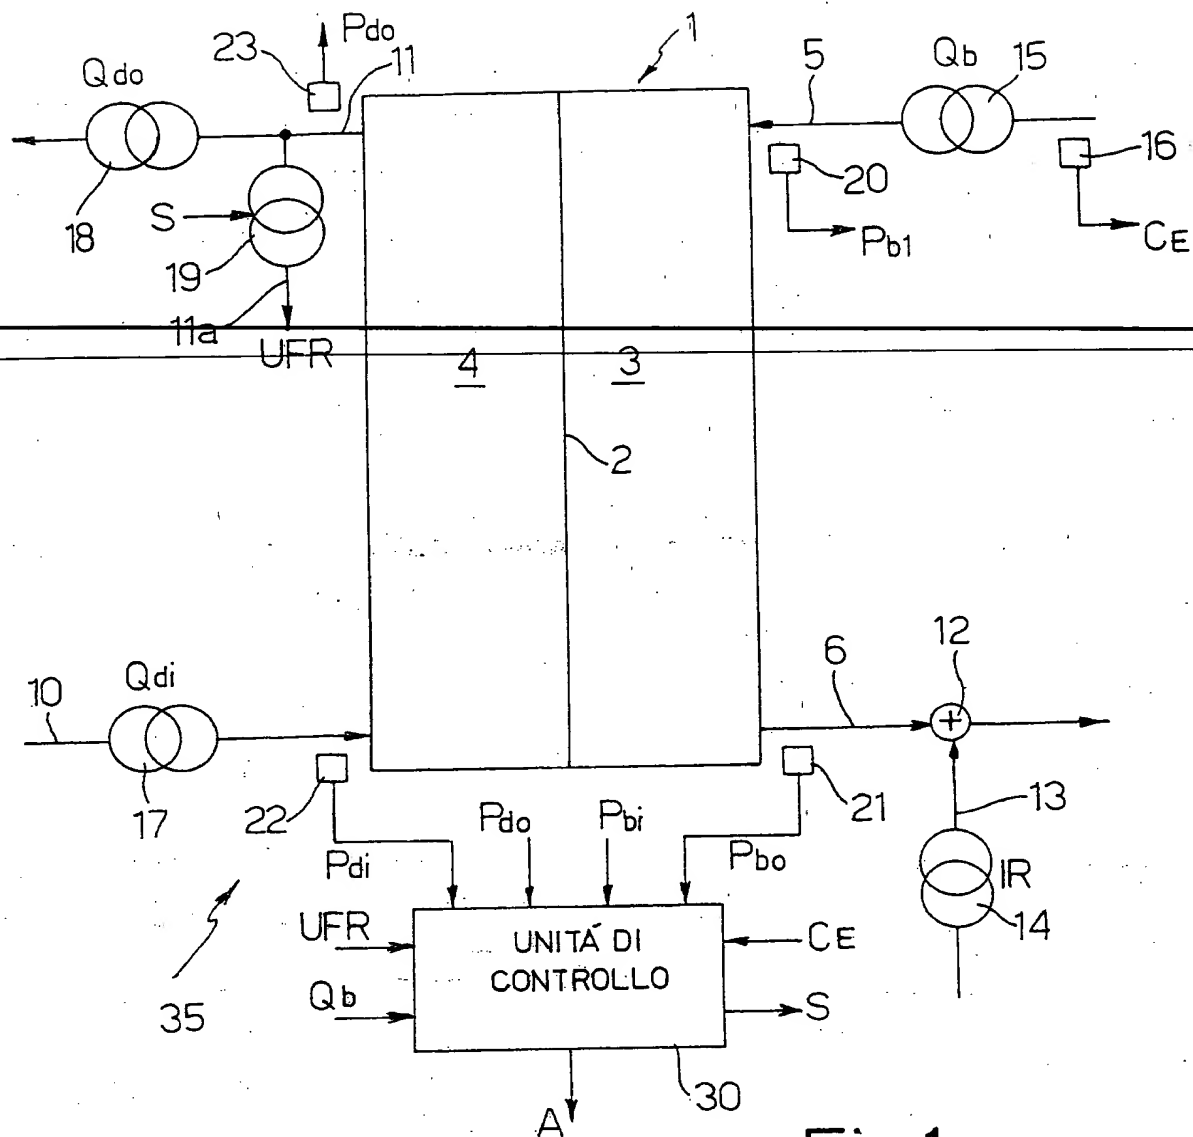 Pdo
1
23
11
5
Qb
15
Qdo
16
20
S
18
Pb1
CE
19
11a
UFR
4
3
2
12
6
Qdi
10
13
22
21
17
Pdo
Pbi
Pdi
Pbo
IR
14
UFR
UNITÁ DI
CE
CONTROLLO
Qb
S
35
30
A